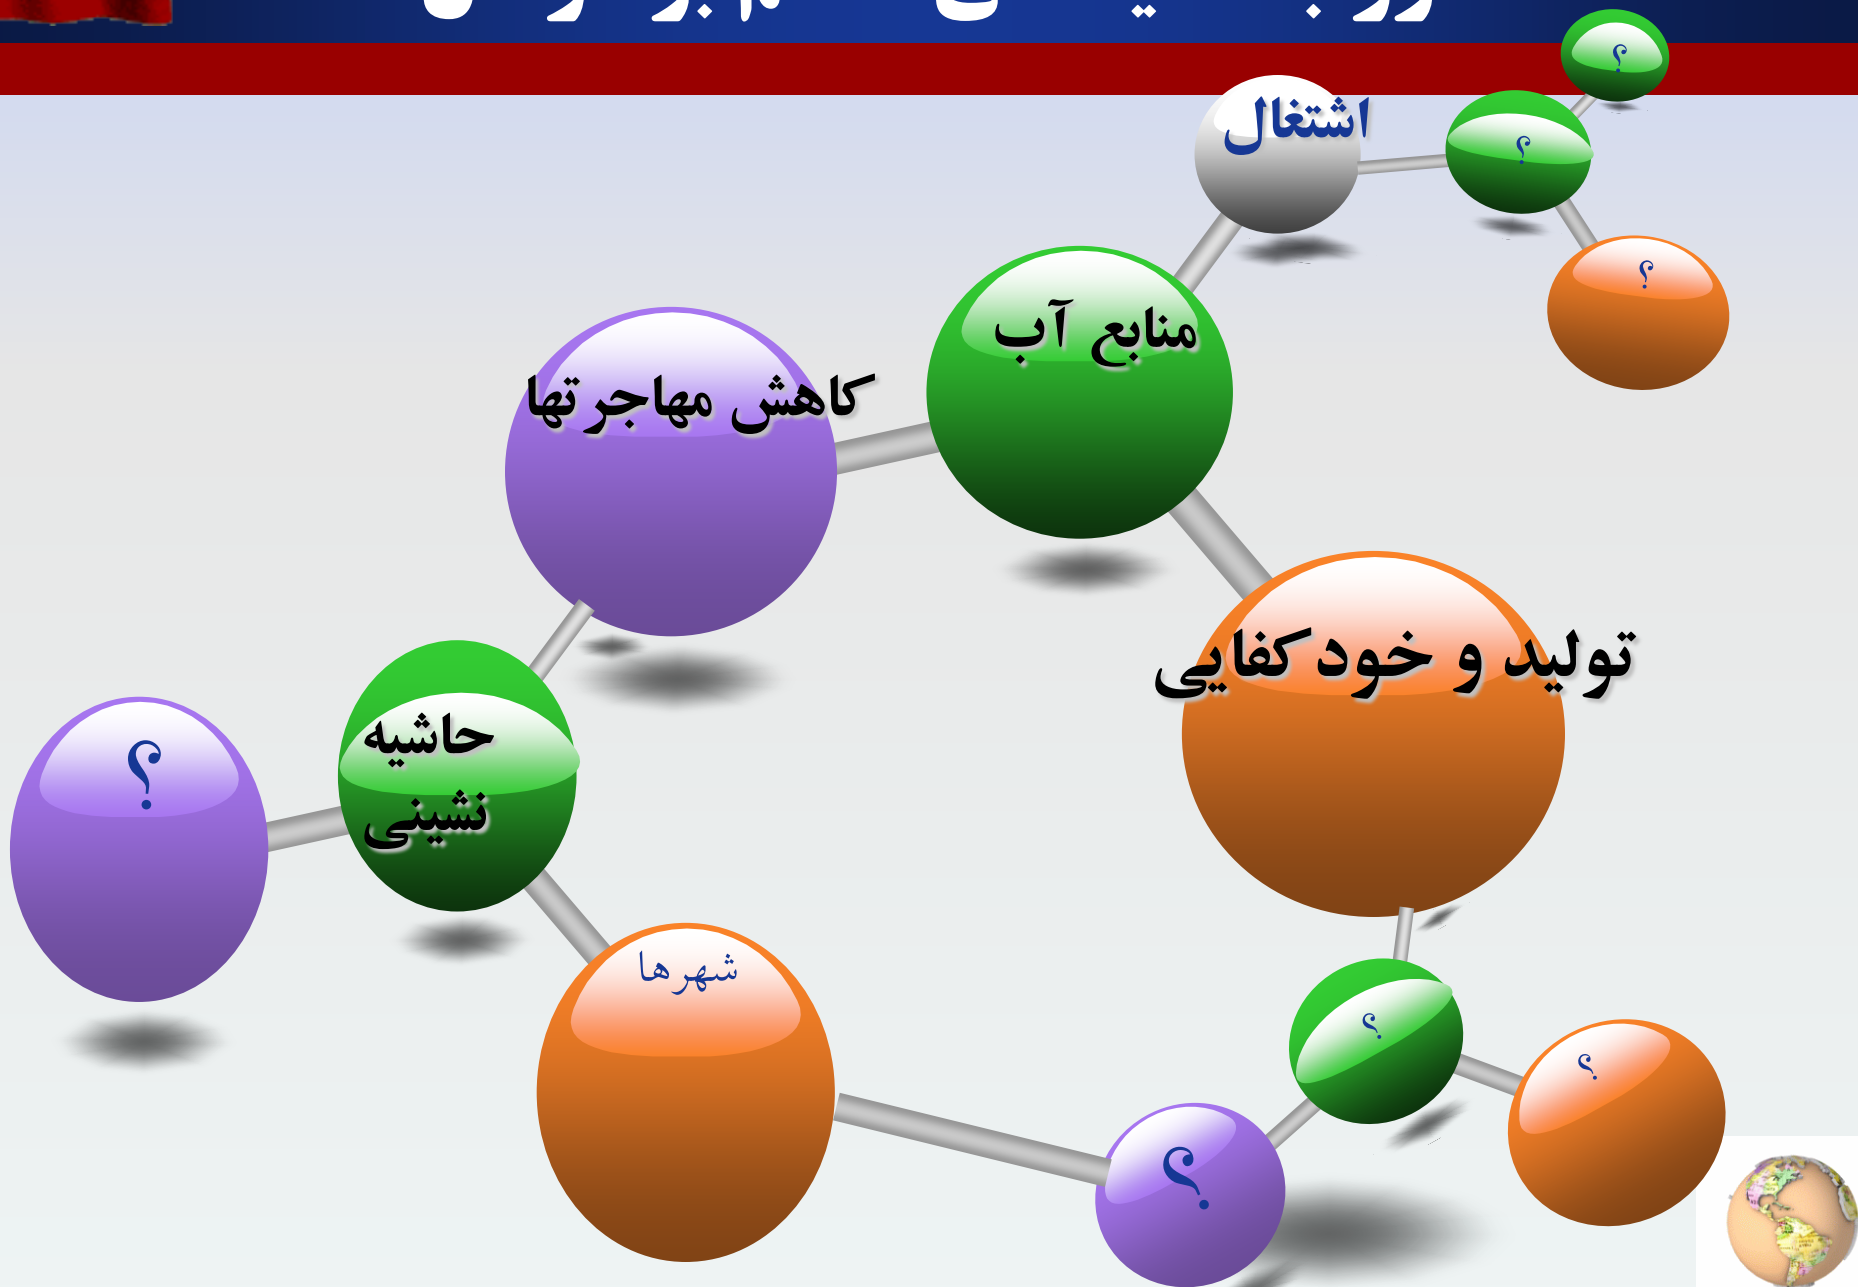 ؟
اشتغال
؟
؟
منابع آب
کاهش مهاجرتها
تولید و خودکفایی
حاشیه
نشینی
؟
شهرها
؟
؟
؟